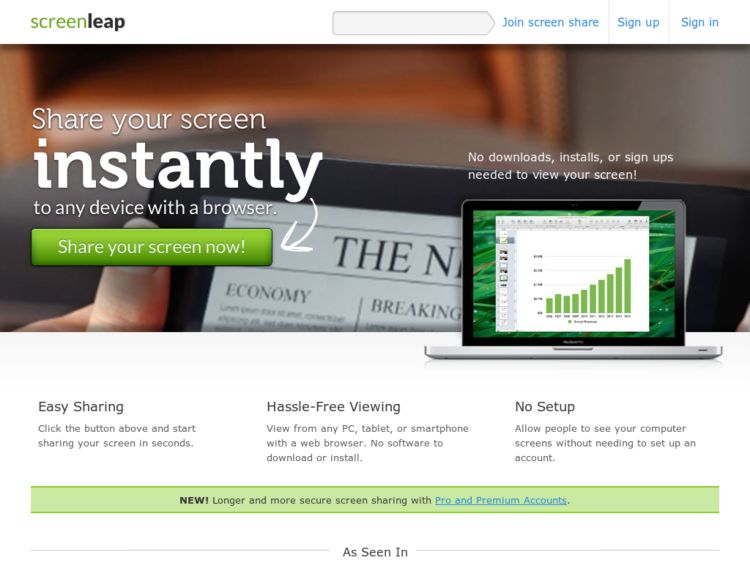 screenleap
Join screen share
Sign up
Sign in
Share your screen
instantly
to any device with a browser.
Share your screen now!
No downloads, installs, or sign ups
needed to view your screen!
THE N
ECONOMY
BREAKING
Annual Revenues
MacBook Pro
Easy Sharing
Click the button above and start
sharing your screen in seconds.
Hassle-Free Viewing
View from any PC, tablet, or smartphone
with a web browser. No software to
download or install.
No Setup
Allow people to see your computer
screens without needing to set up an
account.
NEW! Longer and more secure screen sharing with Pro and Premium Accounts.
As Seen In